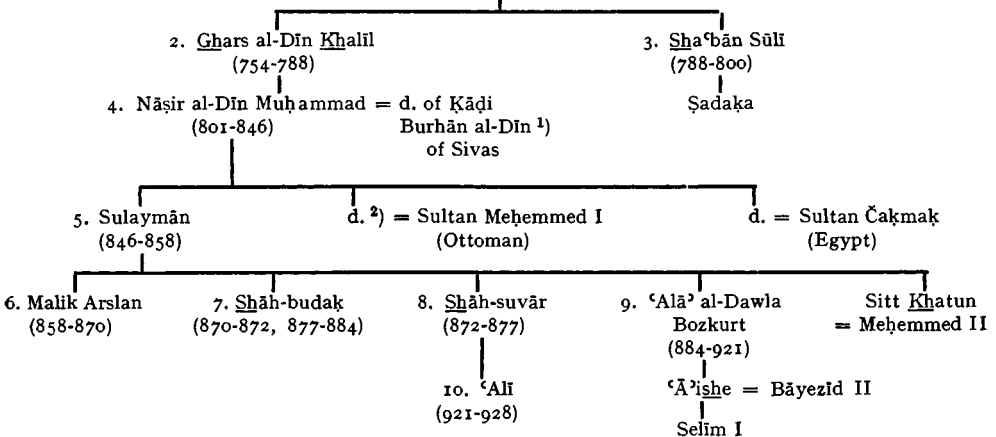 2. Ghars al-Dīn Khalīl
(754-788)
3. Shaʿbān Sūlī
(788-800)
4. Nāṣir al-Dīn Muḥammad = d. of Ḳāḍi
(801-846)
Burhān al-Dīn ¹)
of Sivas
Ṣadaḳa
5. Sulaymān
(846-858)
d. ²) = Sultan Meḥemmed I
(Ottoman)
d. = Sultan Čaḳmaḳ
(Egypt)
6. Malik Arslan
(858-870)
7. Shāh-budaḳ
(870-872, 877-884)
8. Shāh-suvār
(872-877)
9. ʿAlāʾ al-Dawla
Bozkurt
(884-921)
Sitt Khatun
= Meḥemmed II
10. ʿAlī
(921-928)
ʿĀʾishe = Bāyezīd II
Selīm I